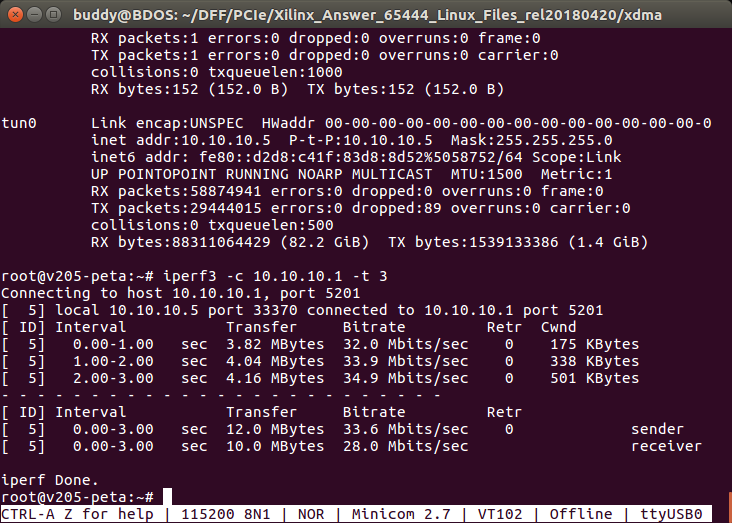 buddy@BDOS: ~/DFF/PCIe/Xilinx_Answer_65444_Linux_Files_rel20180420/xdma
RX packets:1 errors:0 dropped:0 overruns:0 frame:0
TX packets:1 errors:0 dropped:0 overruns:0 carrier:0
collisions:0 txqueuelen:1000
RX bytes:152 (152.0 B)  TX bytes:152 (152.0 B)
tun0      Link encap:UNSPEC  HWaddr 00-00-00-00-00-00-00-00-00-00-00-00-00-00-00-0
inet addr:10.10.10.5  P-t-P:10.10.10.5  Mask:255.255.255.0
inet6 addr: fe80::d2d8:c41f:83d8:8d52%5058752/64 Scope:Link
UP POINTOPOINT RUNNING NOARP MULTICAST  MTU:1500  Metric:1
RX packets:58874941 errors:0 dropped:0 overruns:0 frame:0
TX packets:29444015 errors:0 dropped:89 overruns:0 carrier:0
collisions:0 txqueuelen:500
RX bytes:88311064429 (82.2 GiB)  TX bytes:1539133386 (1.4 GiB)
root@v205-peta:~# iperf3 -c 10.10.10.1 -t 3
Connecting to host 10.10.10.1, port 5201
[  5] local 10.10.10.5 port 33370 connected to 10.10.10.1 port 5201
[ ID] Interval           Transfer     Bitrate         Retr  Cwnd
[  5]   0.00-1.00   sec  3.82 MBytes  32.0 Mbits/sec    0    175 KBytes
[  5]   1.00-2.00   sec  4.04 MBytes  33.9 Mbits/sec    0    338 KBytes
[  5]   2.00-3.00   sec  4.16 MBytes  34.9 Mbits/sec    0    501 KBytes
- - - - - - - - - - - - - - - - - - - - - - - - -
[ ID] Interval           Transfer     Bitrate         Retr
[  5]   0.00-3.00   sec  12.0 MBytes  33.6 Mbits/sec    0             sender
[  5]   0.00-3.00   sec  10.0 MBytes  28.0 Mbits/sec                  receiver
iperf Done.
root@v205-peta:~#
CTRL-A Z for help | 115200 8N1 | NOR | Minicom 2.7 | VT102 | Offline | ttyUSB0